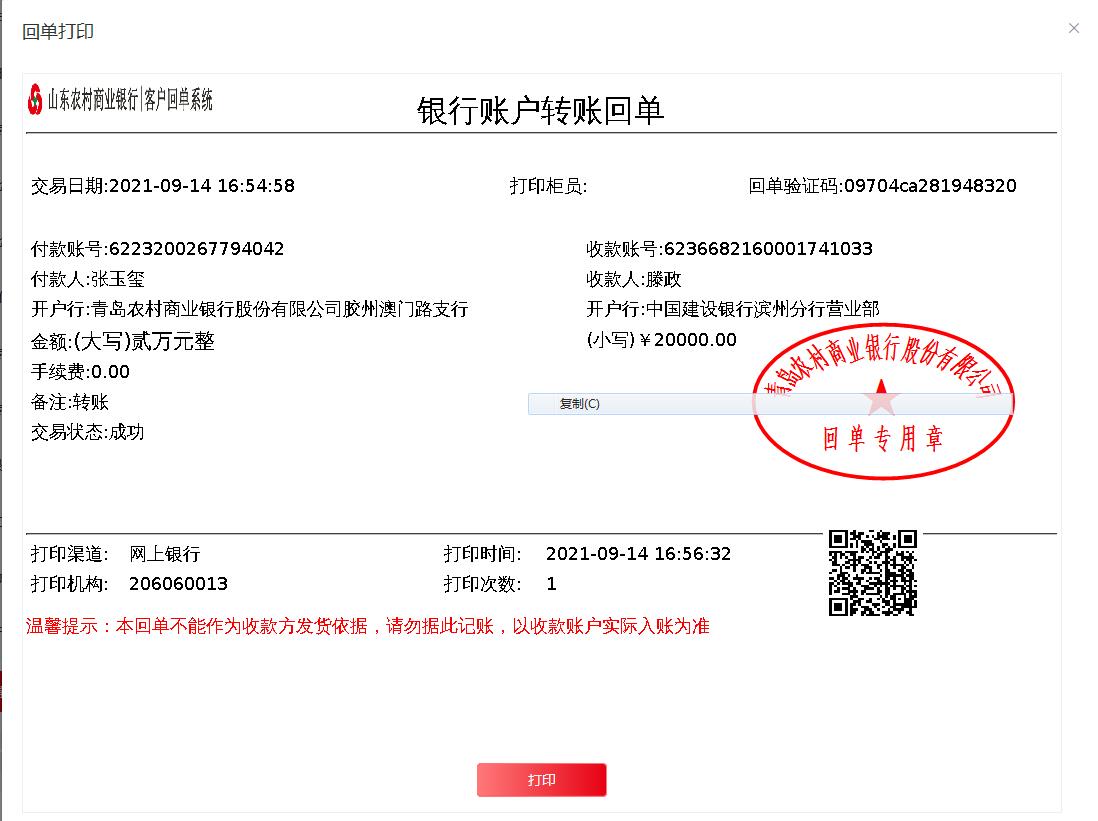 回单打印
山东农村商业银行|客户回单系统
银行账户转账回单
交易日期:2021-09-14 16:54:58 打印柜员: 回单验证码:09704ca281948320
付款账号:6223200267794042 收款账号:6236682160001741033
付款人:张玉玺 收款人:滕政
开户行:青岛农村商业银行股份有限公司胶州澳门路支行 开户行:中国建设银行滨州分行营业部
金额:(大写)贰万元整 (小写)￥20000.00
手续费:0.00
备注:转账
交易状态:成功
复制(C)
青岛农村商业银行股份有限公司
回单专用章
打印渠道: 网上银行 打印时间: 2021-09-14 16:56:32
打印机构: 206060013 打印次数: 1
温馨提示：本回单不能作为收款方发货依据，请勿据此记账，以收款账户实际入账为准
打印